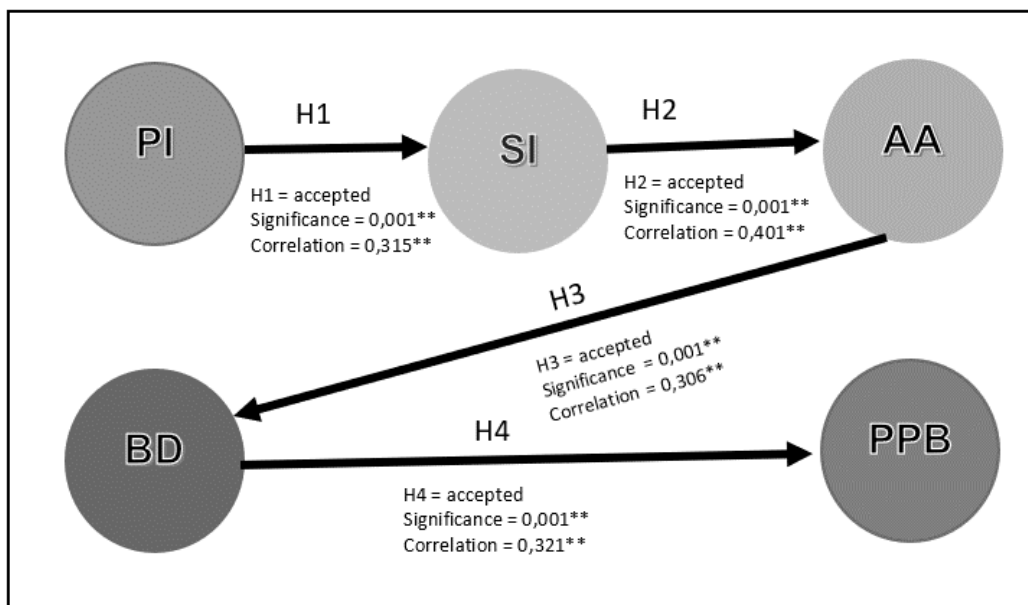 PI
H1
SI
H2
AA
H1 = accepted
Significance = 0,001**
Correlation = 0,315**
H2 = accepted
Significance = 0,001**
Correlation = 0,401**
H3
H3 = accepted
Significance = 0,001**
Correlation = 0,306**
BD
H4
PPB
H4 = accepted
Significance = 0,001**
Correlation = 0,321**